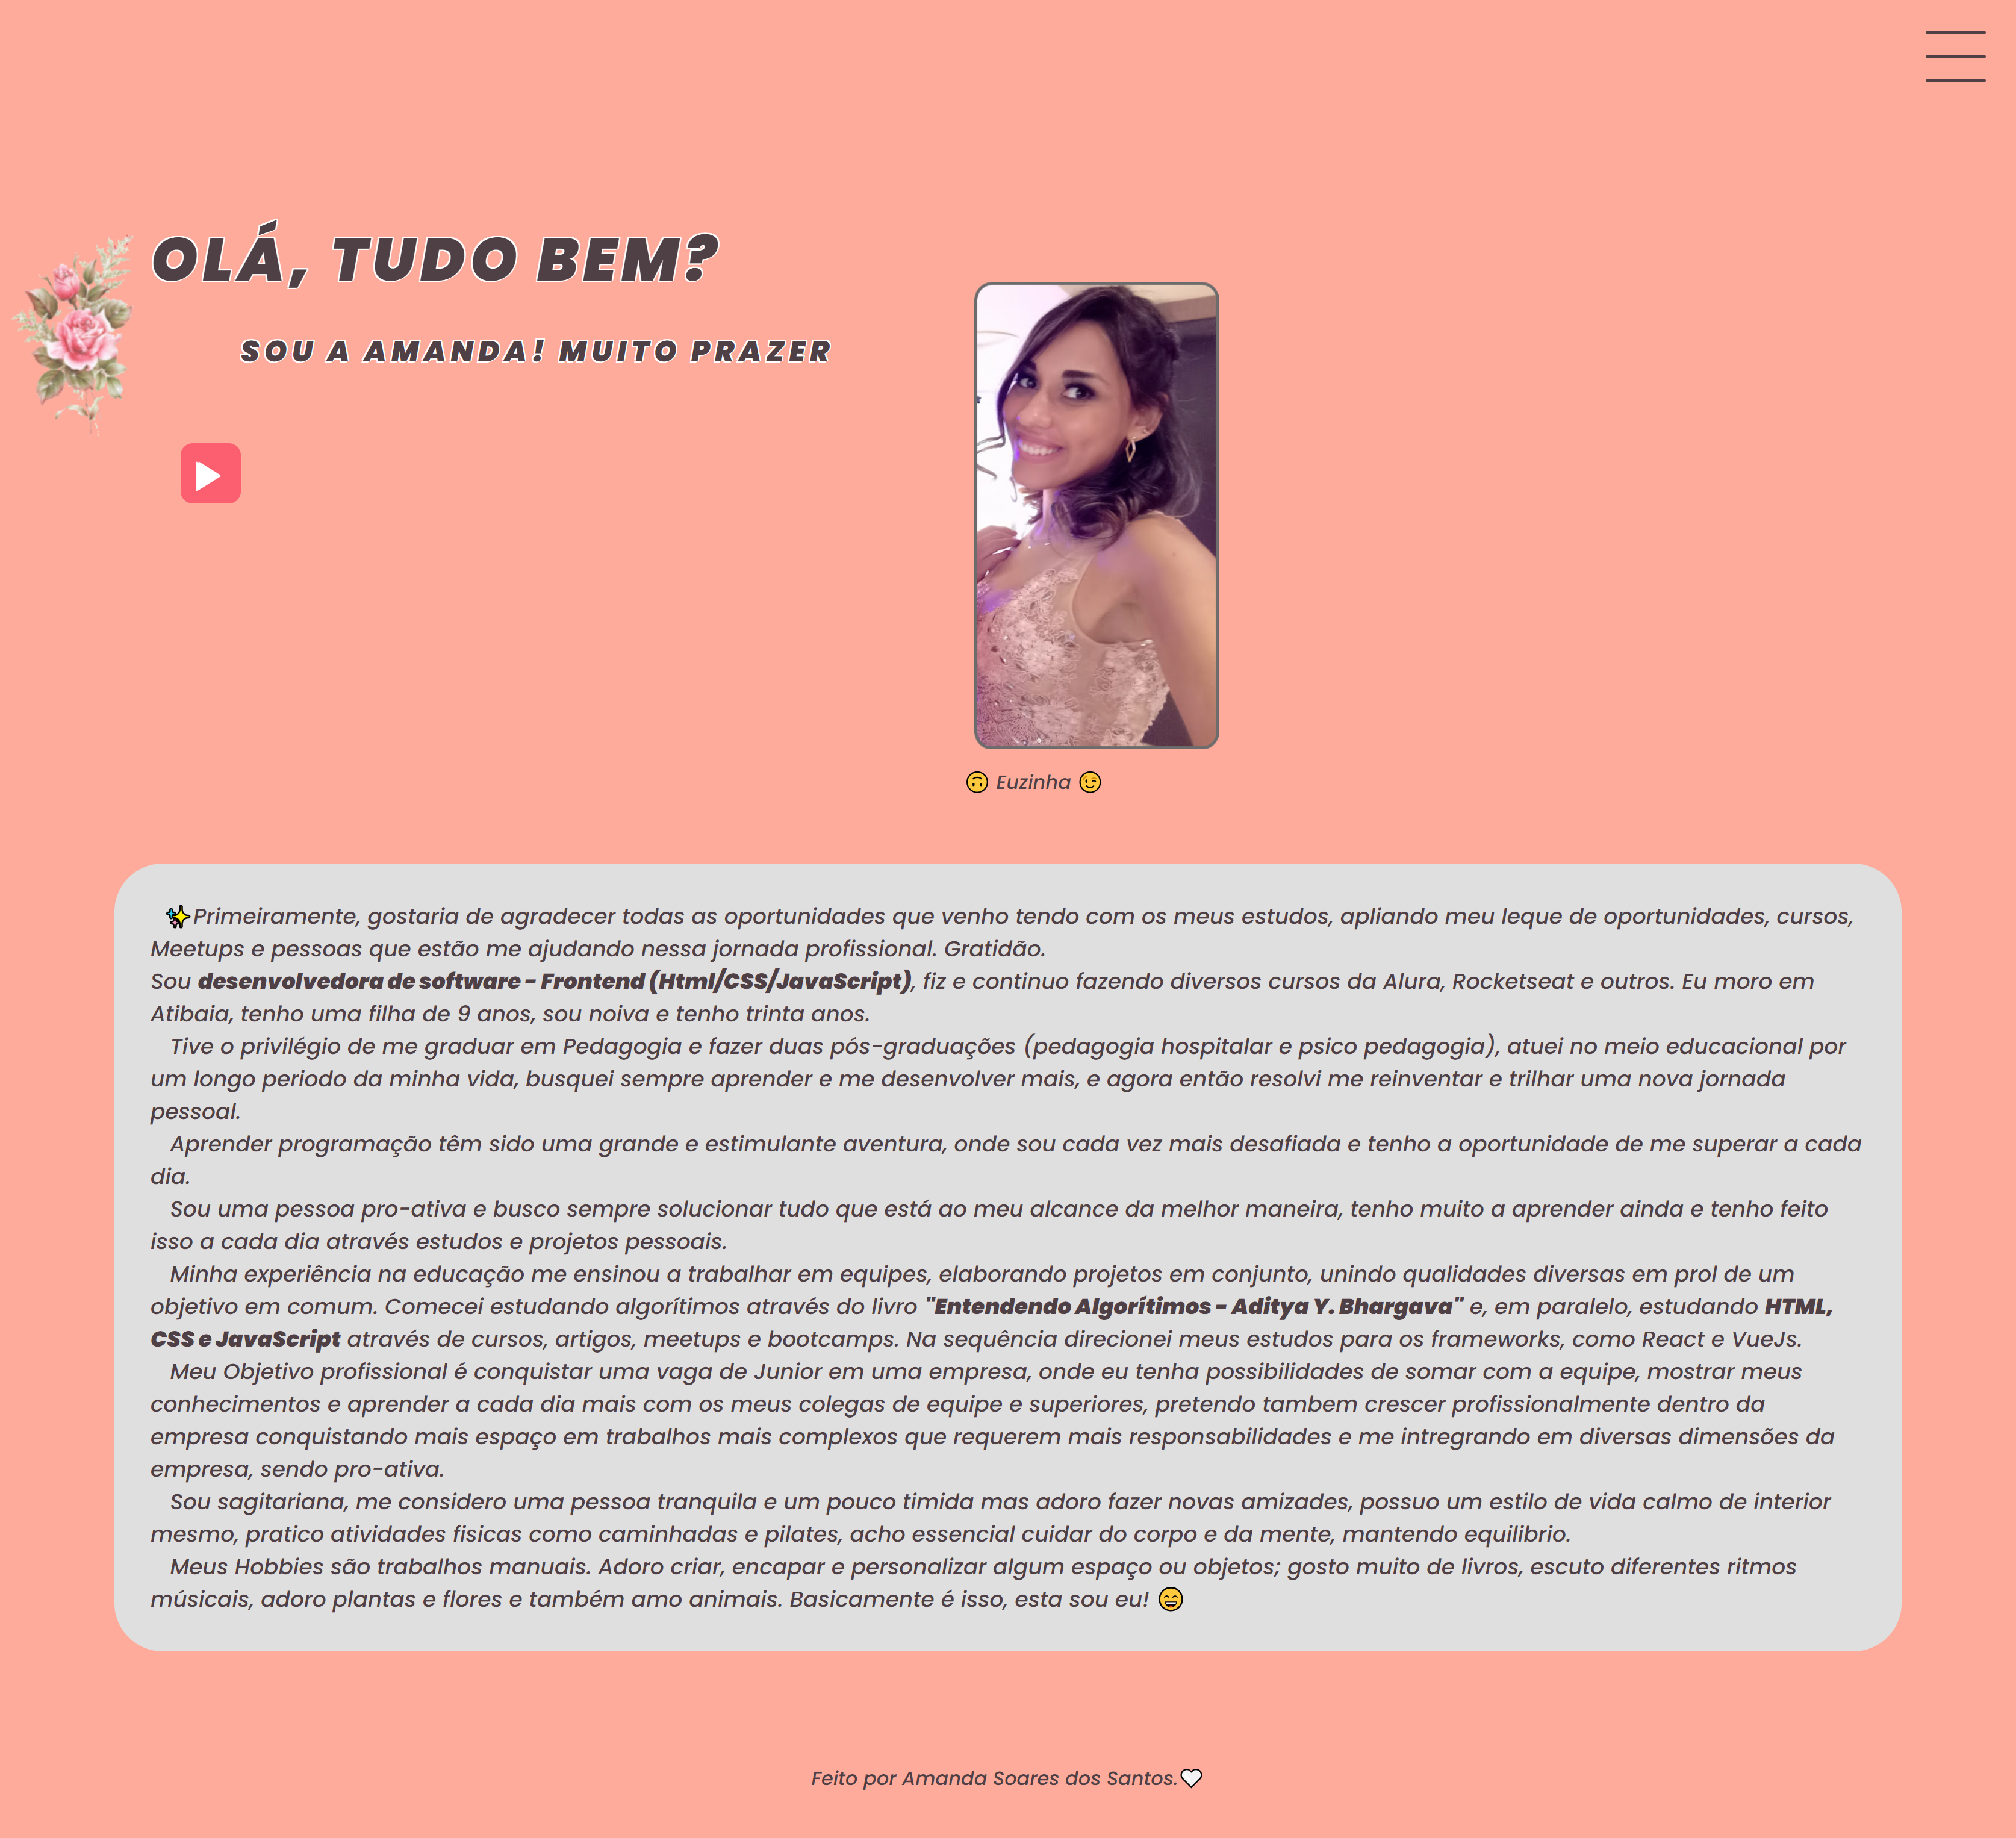 OLÁ, TUDO BEM?
SOU A AMANDA! MUITO PRAZER
🙃 Euzinha 😉
✨Primeiramente, gostaria de agradecer todas as oportunidades que venho tendo com os meus estudos, apliando meu leque de oportunidades, cursos,
Meetups e pessoas que estão me ajudando nessa jornada profissional. Gratidão.
Sou desenvolvedora de software - Frontend (Html/CSS/JavaScript), fiz e continuo fazendo diversos cursos da Alura, Rocketseat e outros. Eu moro em
Atibaia, tenho uma filha de 9 anos, sou noiva e tenho trinta anos.
Tive o privilégio de me graduar em Pedagogia e fazer duas pós-graduações (pedagogia hospitalar e psico pedagogia), atuei no meio educacional por
um longo periodo da minha vida, busquei sempre aprender e me desenvolver mais, e agora então resolvi me reinventar e trilhar uma nova jornada
pessoal.
Aprender programação têm sido uma grande e estimulante aventura, onde sou cada vez mais desafiada e tenho a oportunidade de me superar a cada
dia.
Sou uma pessoa pro-ativa e busco sempre solucionar tudo que está ao meu alcance da melhor maneira, tenho muito a aprender ainda e tenho feito
isso a cada dia através estudos e projetos pessoais.
Minha experiência na educação me ensinou a trabalhar em equipes, elaborando projetos em conjunto, unindo qualidades diversas em prol de um
objetivo em comum. Comecei estudando algorítimos através do livro "Entendendo Algorítimos - Aditya Y. Bhargava" e, em paralelo, estudando HTML,
CSS e JavaScript através de cursos, artigos, meetups e bootcamps. Na sequência direcionei meus estudos para os frameworks, como React e VueJs.
Meu Objetivo profissional é conquistar uma vaga de Junior em uma empresa, onde eu tenha possibilidades de somar com a equipe, mostrar meus
conhecimentos e aprender a cada dia mais com os meus colegas de equipe e superiores, pretendo tambem crescer profissionalmente dentro da
empresa conquistando mais espaço em trabalhos mais complexos que requerem mais responsabilidades e me intregrando em diversas dimensões da
empresa, sendo pro-ativa.
Sou sagitariana, me considero uma pessoa tranquila e um pouco timida mas adoro fazer novas amizades, possuo um estilo de vida calmo de interior
mesmo, pratico atividades fisicas como caminhadas e pilates, acho essencial cuidar do corpo e da mente, mantendo equilibrio.
Meus Hobbies são trabalhos manuais. Adoro criar, encapar e personalizar algum espaço ou objetos; gosto muito de livros, escuto diferentes ritmos
músicais, adoro plantas e flores e também amo animais. Basicamente é isso, esta sou eu! 😄
Feito por Amanda Soares dos Santos.🤍